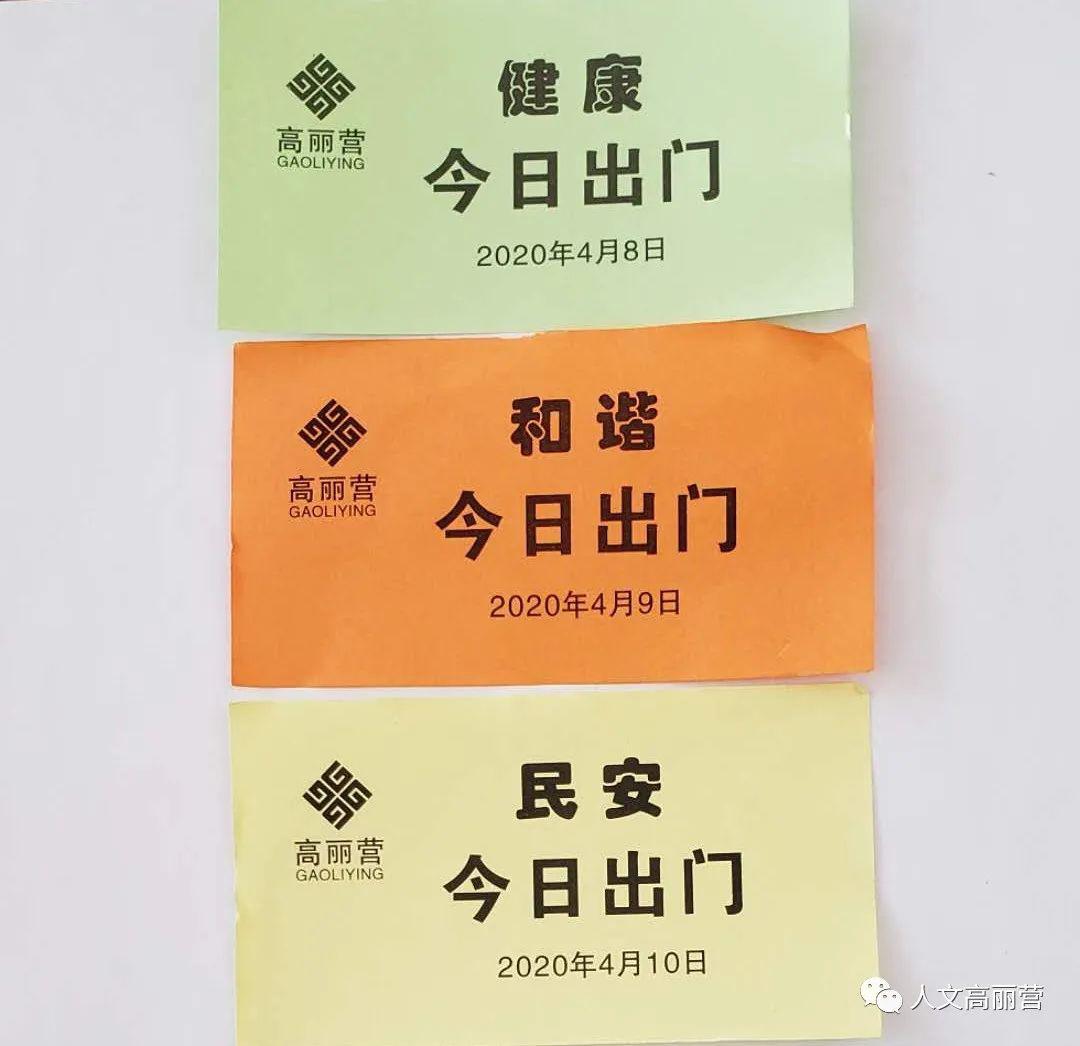 高丽营
GAOLIYING
健康
今日出门
2020年4月8日
高丽营
GAOLIYING
和谐
今日出门
2020年4月9日
高丽营
GAOLIYING
民安
今日出门
2020年4月10日
人文高丽营